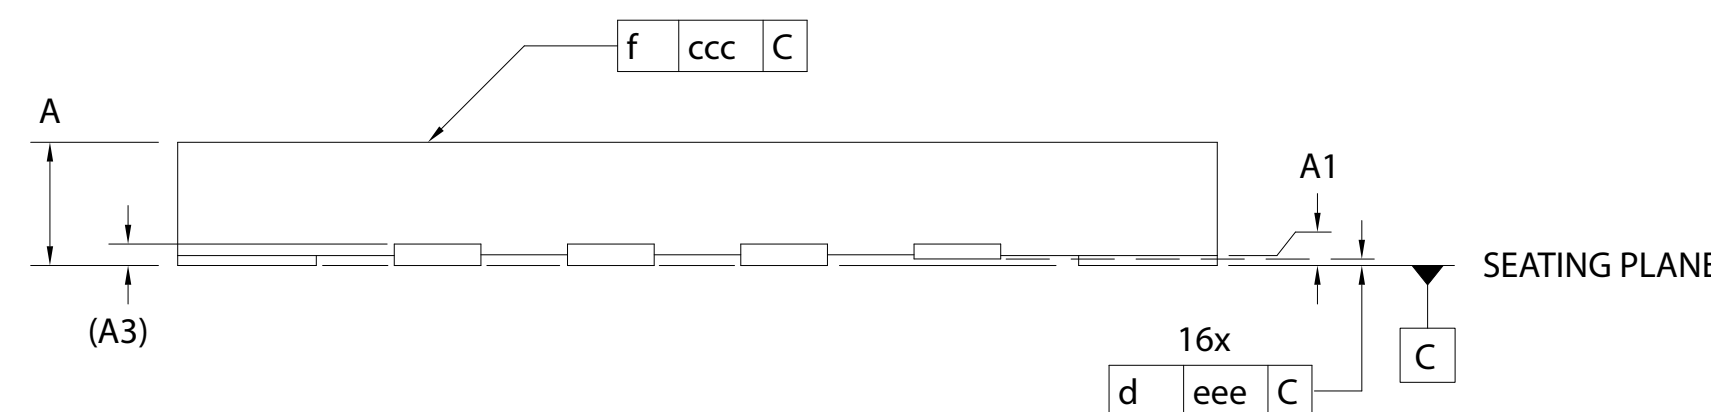 f ccc C
A
A1
SEATING PLANE
(A3)
16x
C
d eee C